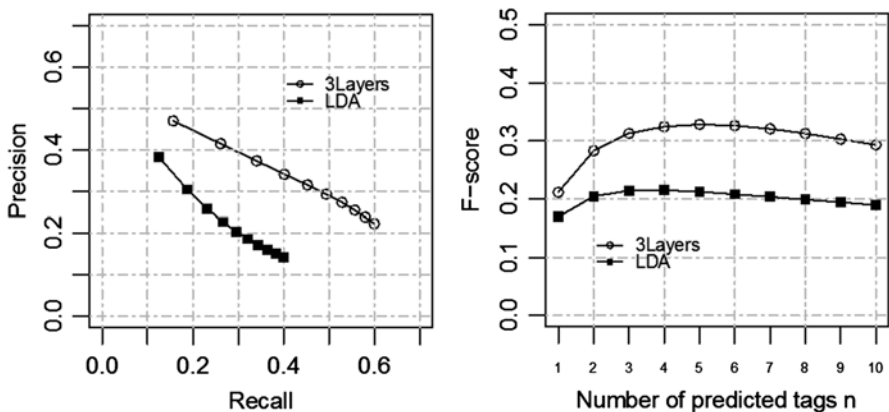 0.6
0.4
0.2
0.0
Precision
3Layers
LDA
0.0 0.2 0.4 0.6
Recall
0.5
0.4
0.3
0.2
0.1
0.0
F-score
3Layers
LDA
1 2 3 4 5 6 7 8 9 10
Number of predicted tags n